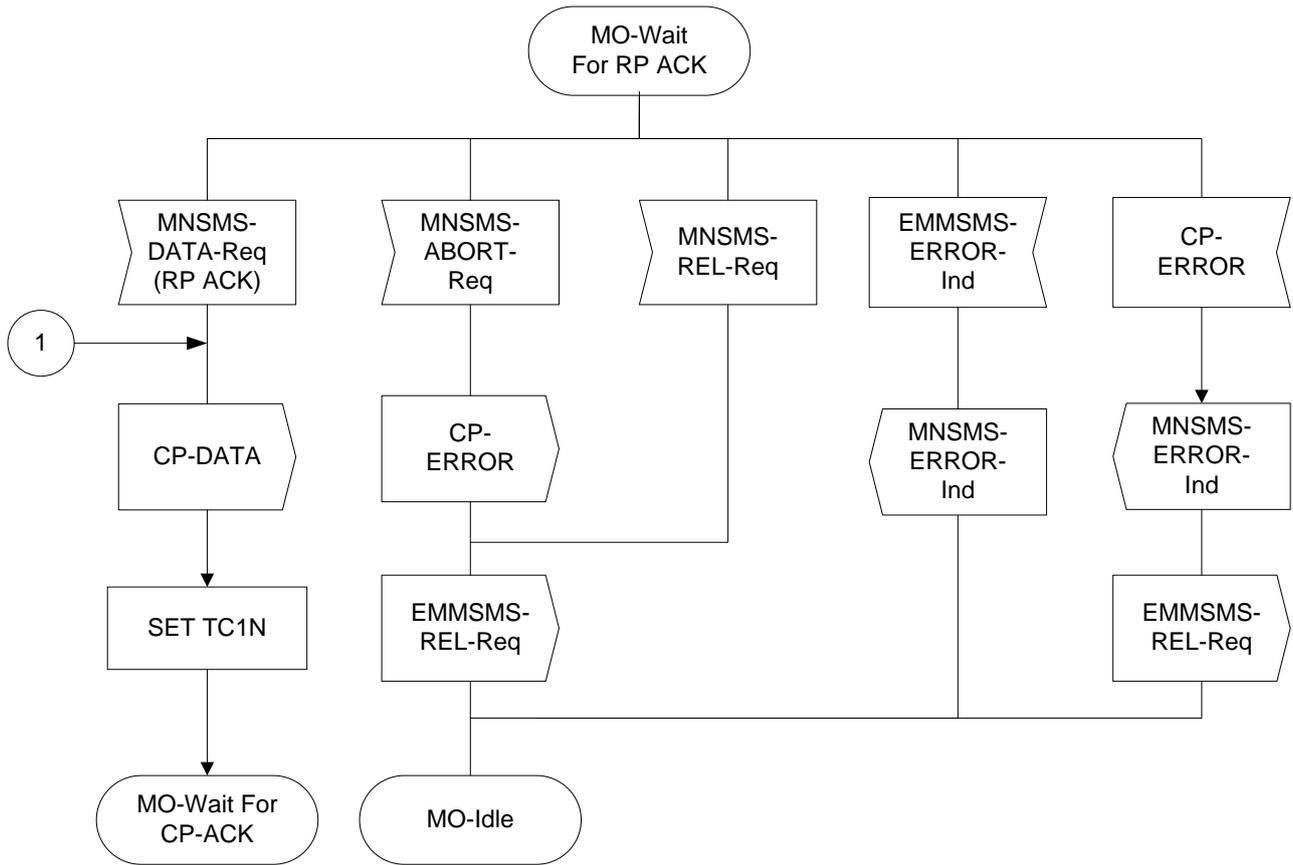 MO-Wait
For RP ACK
MNSMS-
DATA-Req
(RP ACK)
MNSMS-
ABORT-
Req
MNSMS-
REL-Req
EMMSMS-
ERROR-
Ind
CP-
ERROR
1
CP-DATA
CP-
ERROR
MNSMS-
ERROR-
Ind
MNSMS-
ERROR-
Ind
SET TC1N
EMMSMS-
REL-Req
EMMSMS-
REL-Req
MO-Wait For
CP-ACK
MO-Idle